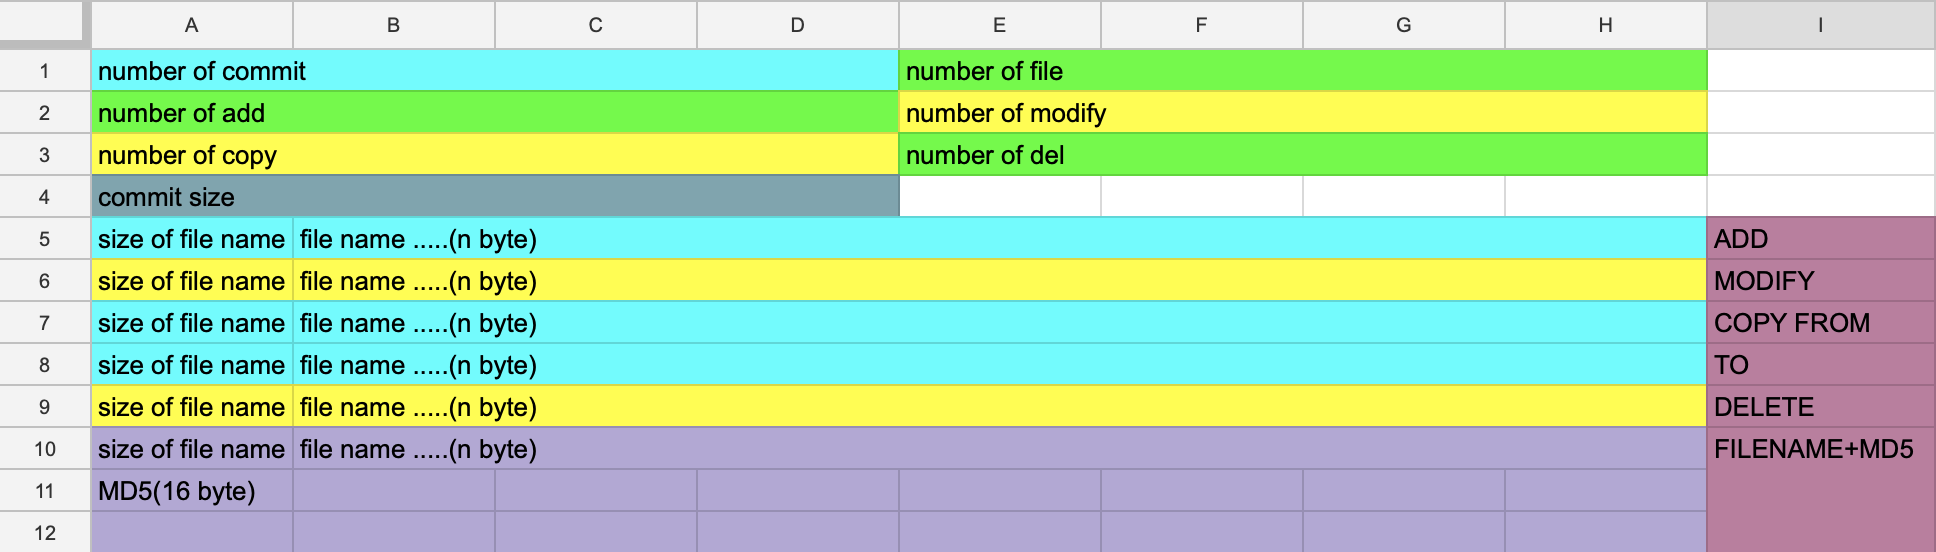 A B C D E F G H I
1 number of commit number of file
2 number of add number of modify
3 number of copy number of del
4 commit size
5 size of file name file name .....(n byte) ADD
6 size of file name file name .....(n byte) MODIFY
7 size of file name file name .....(n byte) COPY FROM
8 size of file name file name .....(n byte) TO
9 size of file name file name .....(n byte) DELETE
10 size of file name file name .....(n byte) FILENAME+MD5
11 MD5(16 byte)
12